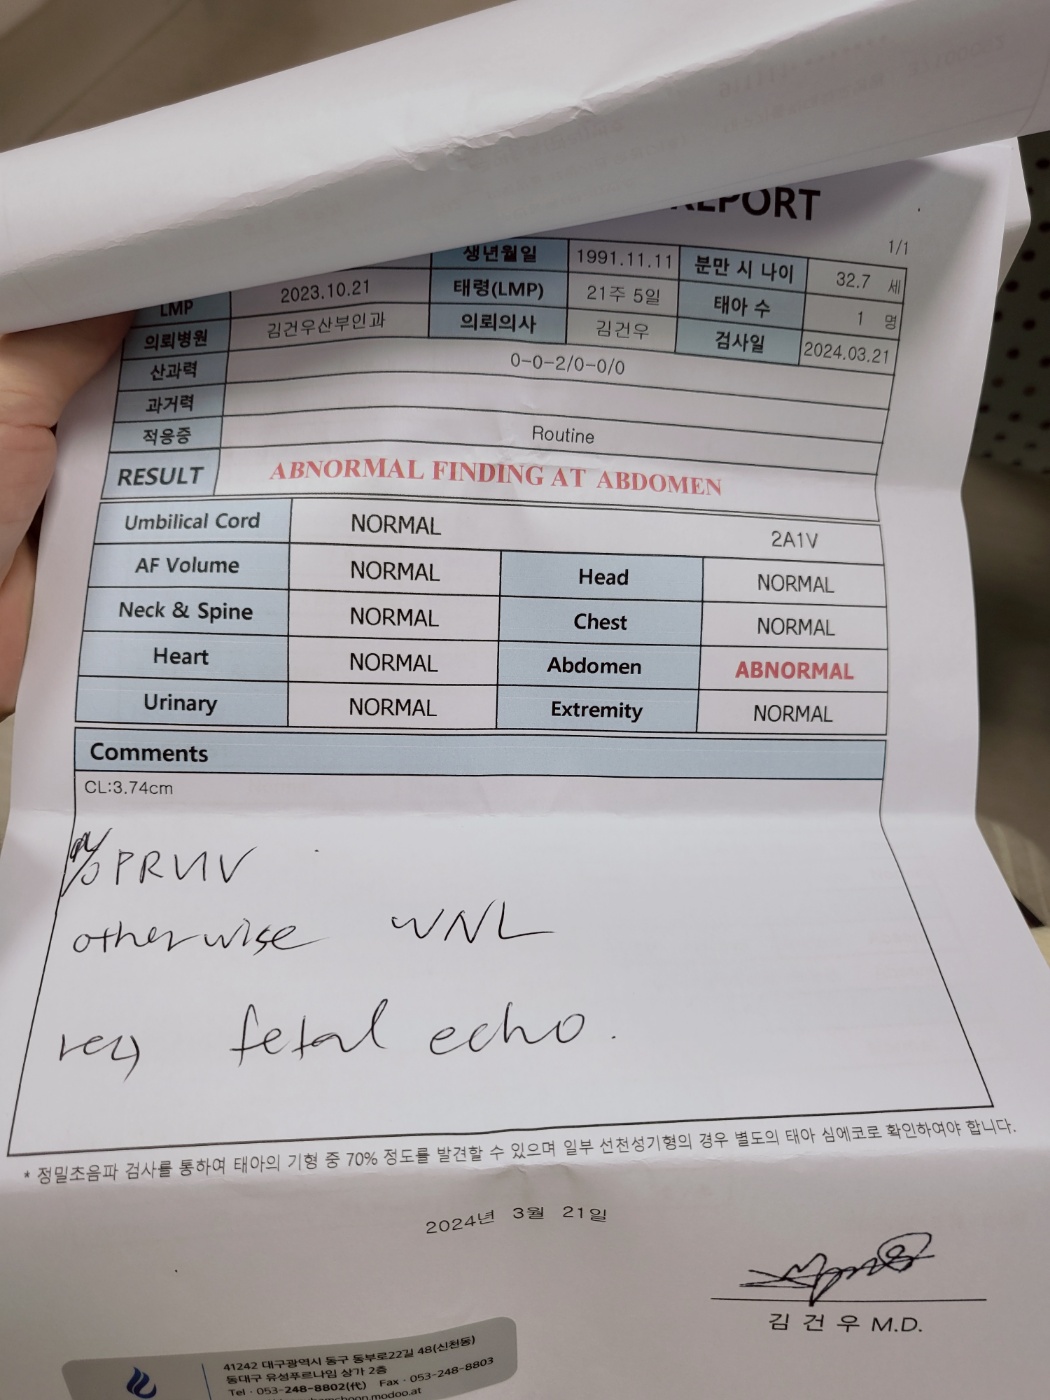 REPORT
1/1
생년월일 1991.11.11 분만 시 나이 32.7 세
LMP 2023.10.21 태령(LMP) 21주 5일 태아 수 1 명
의뢰병원 김건우산부인과 의뢰의사 김건우 검사일 2024.03.21
산과력 0-0-2/0-0/0
과거력
적응증 Routine
RESULT ABNORMAL FINDING AT ABDOMEN
Umbilical Cord NORMAL 2A1V
AF Volume NORMAL Head NORMAL
Neck & Spine NORMAL Chest NORMAL
Heart NORMAL Abdomen ABNORMAL
Urinary NORMAL Extremity NORMAL
Comments
CL:3.74cm
PRUV
otherwise WNL
rec) fetal echo.
* 정밀초음파 검사를 통하여 태아의 기형 중 70% 정도를 발견할 수 있으며 일부 선천성기형의 경우 별도의 태아 심에코로 확인하여야 합니다.
2024년 3월 21일
김 건 우 M.D.
41242 대구광역시 동구 동부로22길 48(신천동)
동대구 유성푸르나임 상가 2층
Tel · 053-248-8802(代) Fax · 053-248-8803
.modoo.at